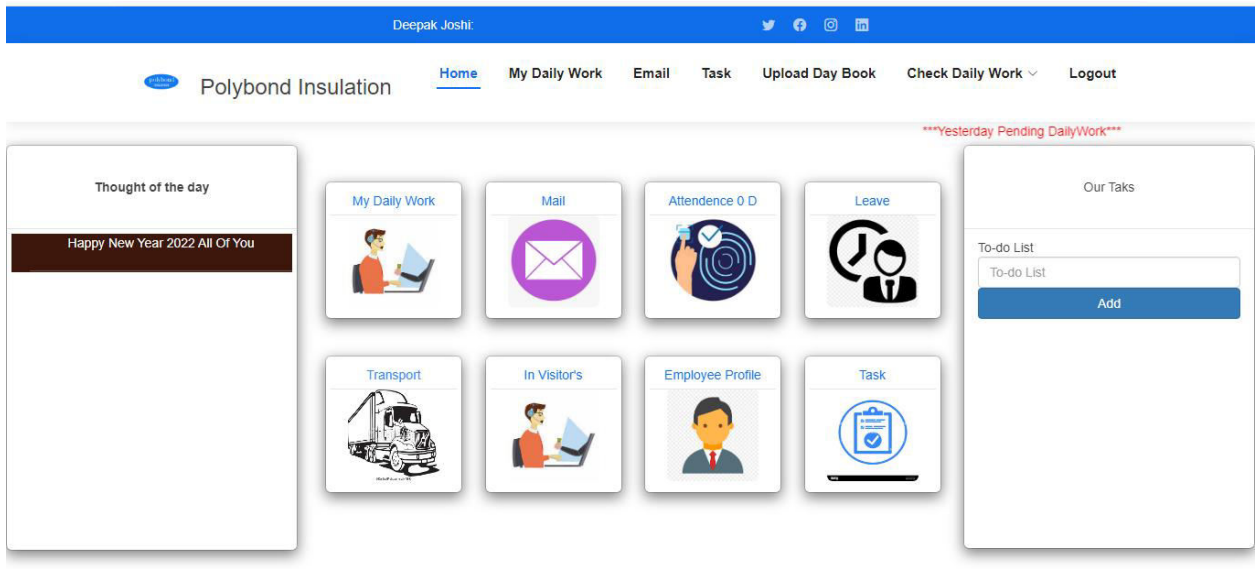 Deepak Joshi:
Polybond Insulation
Home My Daily Work Email Task Upload Day Book Check Daily Work Logout
***Yesterday Pending DailyWork***
Thought of the day
Happy New Year 2022 All Of You
My Daily Work Mail Attendence 0 D Leave
Transport In Visitor's Employee Profile Task
Our Taks
To-do List
To-do List
Add